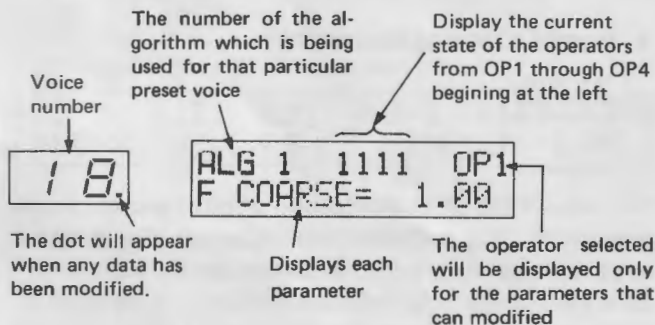 The number of the al-
gorithm which is being
used for that particular
preset voice
Display the current
state of the operators
from OP1 through OP4
begining at the left
Voice
number
18.
ALG 1 1111 OP1
F COARSE= 1.00
The dot will appear
when any data has
been modified.
Displays each
parameter
The operator selected
will be displayed only
for the parameters that
can modified